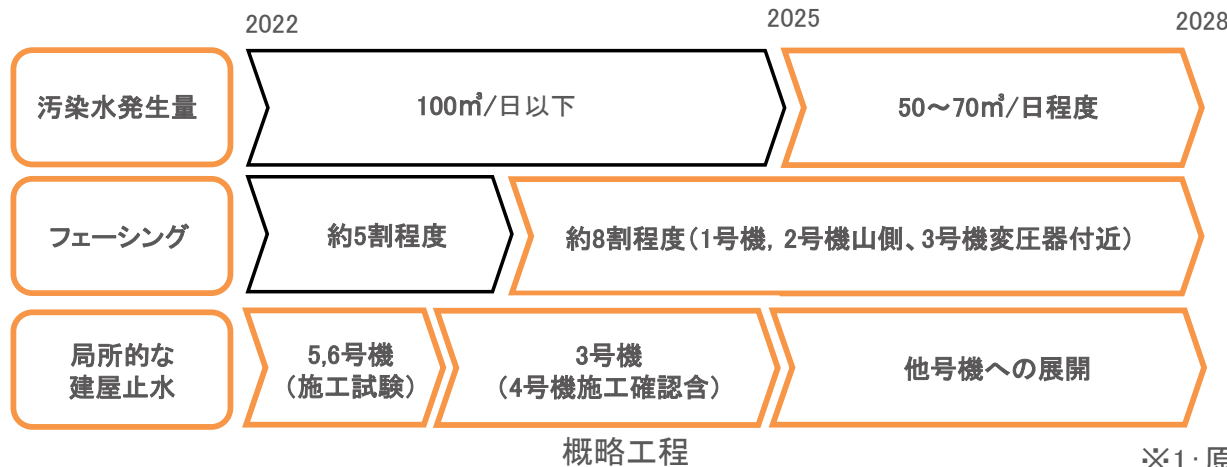 2022
2025
2028
汚染水発生量
100㎥/日以下
50～70㎥/日程度
フェーシング
約5割程度
約8割程度（1号機，2号機山側、3号機変圧器付近）
局所的な
建屋止水
5,6号機
（施工試験）
3号機
（4号機施工確認含）
他号機への展開
概略工程
※1：原